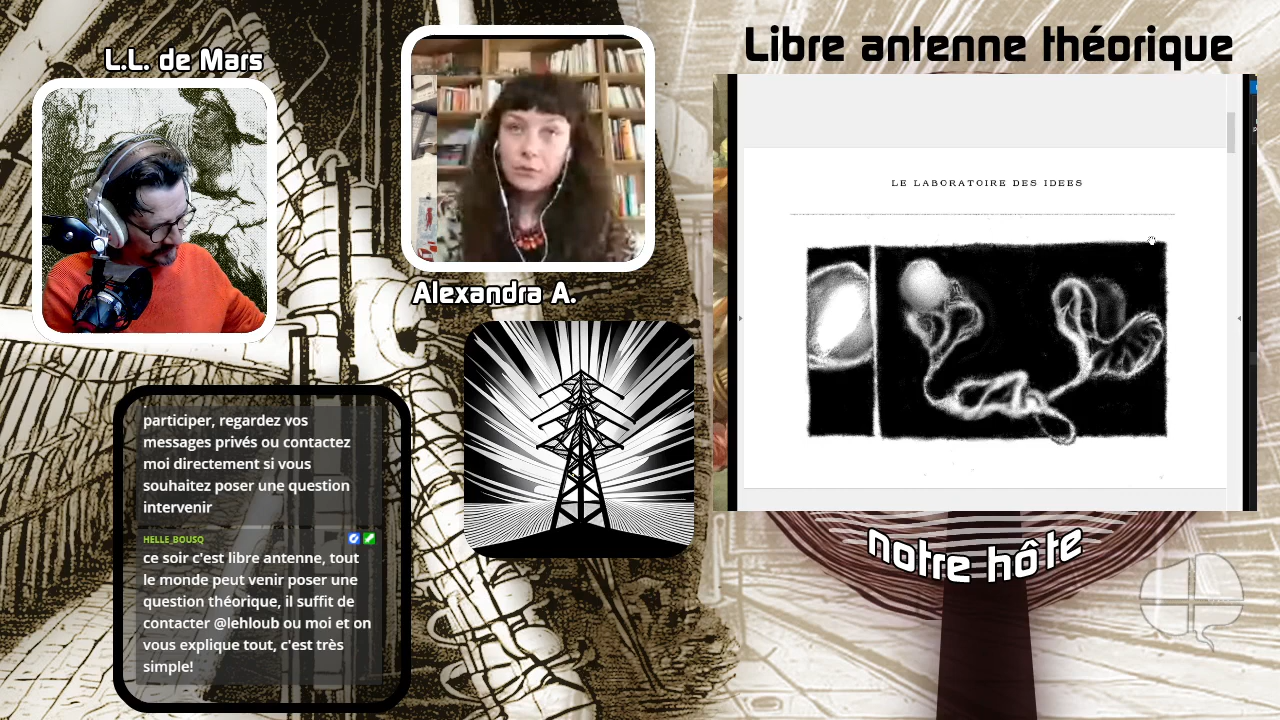 L.L. de Mars
Libre antenne théorique
LE LABORATOIRE DES IDEES
Alexandra A.
participer, regardez vos
messages privés ou contactez
moi directement si vous
souhaitez poser une question
intervenir
HELLE_BOUSQ
ce soir c'est libre antenne, tout
le monde peut venir poser une
question théorique, il suffit de
contacter @lehloub ou moi et on
vous explique tout, c'est très
simple!
notre hôte